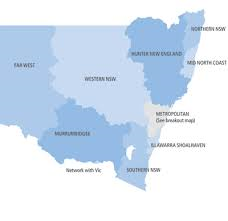 NORTHERN NSW
HUNTER NEW ENGLAND
MID NORTH COAST
FAR WEST
WESTERN NSW
METROPOLITAN
(See breakout map)
MURRUMBIDGEE
ILLAWARRA SHOALHAVEN
Network with Vic
SOUTHERN NSW